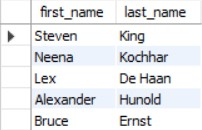 first_name last_name
Steven King
Neena Kochhar
Lex De Haan
Alexander Hunold
Bruce Ernst